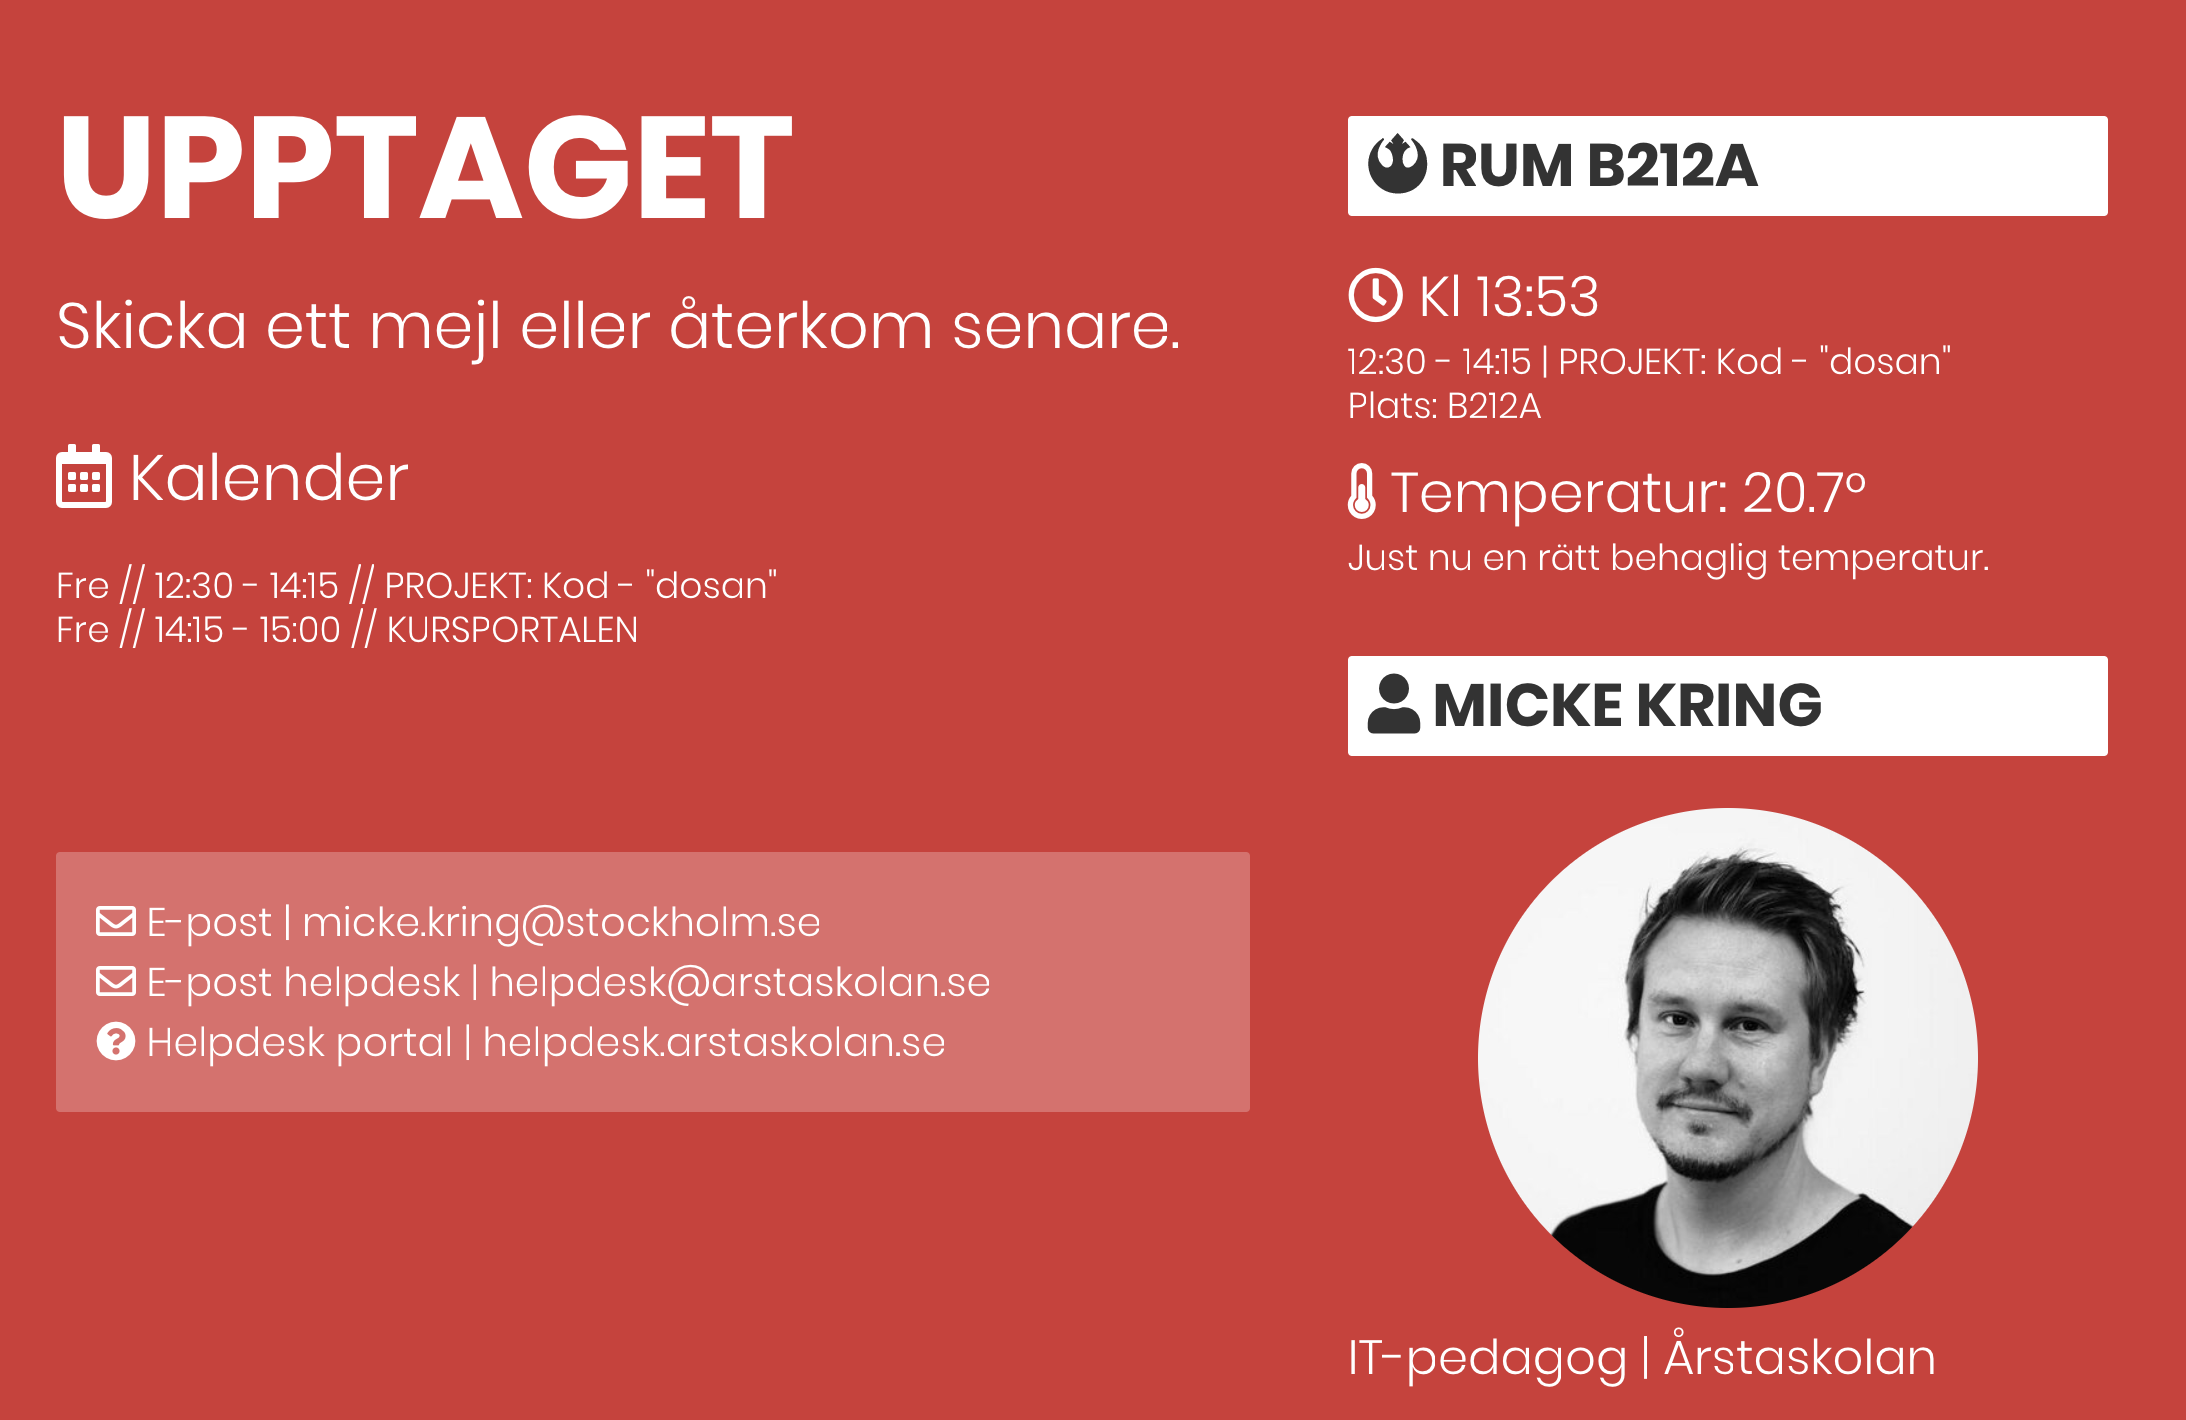 UPPTAGET
Skicka ett mejl eller återkom senare.
Kalender
Fre // 12:30 - 14:15 // PROJEKT: Kod - "dosan"
Fre // 14:15 - 15:00 // KURSPORTALEN
E-post | micke.kring@stockholm.se
E-post helpdesk | helpdesk@arstaskolan.se
Helpdesk portal | helpdesk.arstaskolan.se
RUM B212A
Kl 13:53
12:30 - 14:15 | PROJEKT: Kod - "dosan"
Plats: B212A
Temperatur: 20.7°
Just nu en rätt behaglig temperatur.
MICKE KRING
IT-pedagog | Årstaskolan